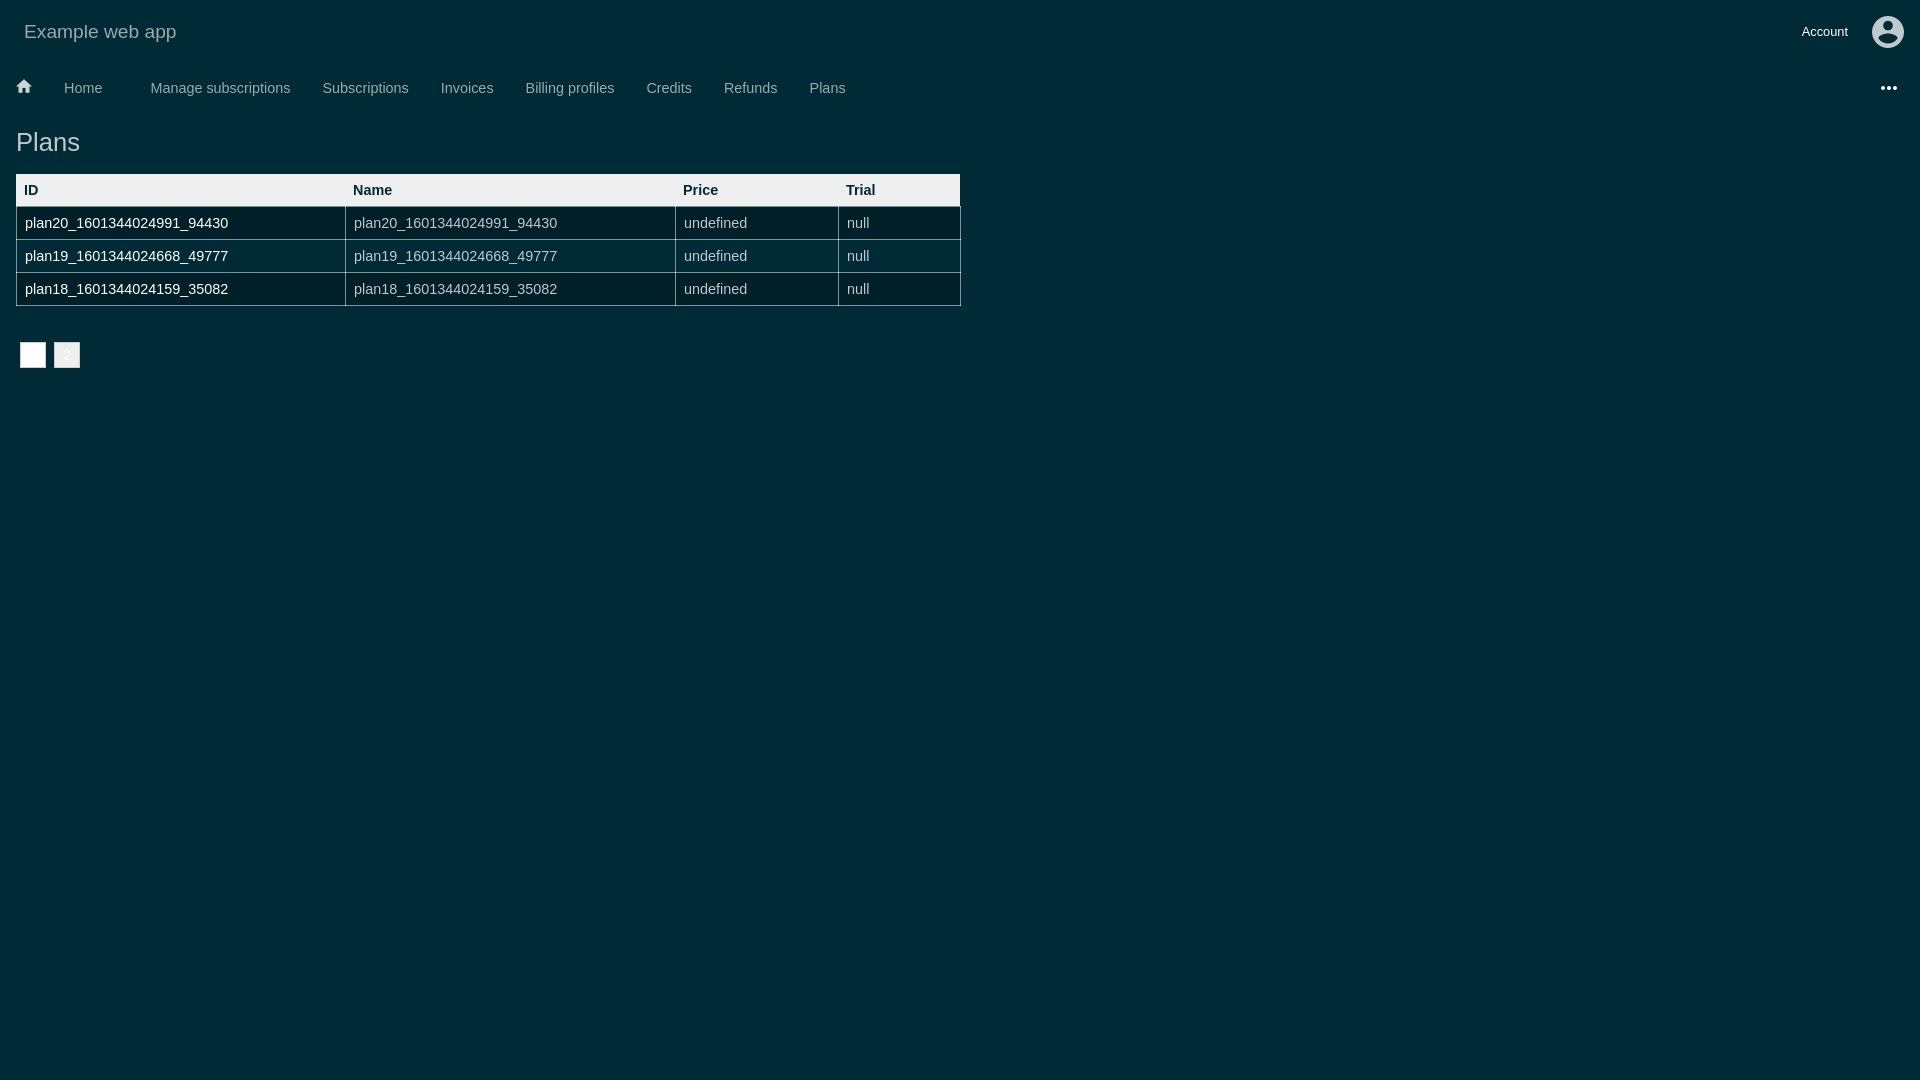 Example web app
Account
Home Manage subscriptions Subscriptions Invoices Billing profiles Credits Refunds Plans
Plans
ID Name Price Trial
plan20_1601344024991_94430 plan20_1601344024991_94430 undefined null
plan19_1601344024668_49777 plan19_1601344024668_49777 undefined null
plan18_1601344024159_35082 plan18_1601344024159_35082 undefined null
2